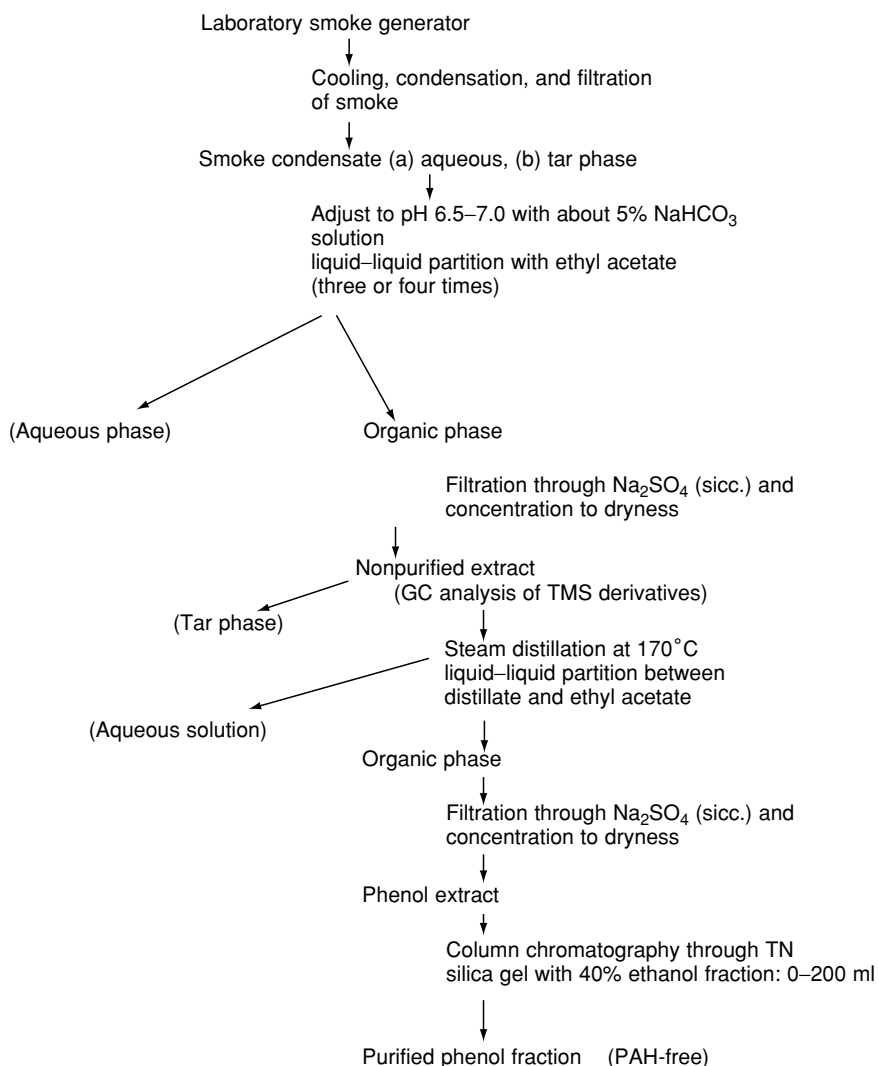 Laboratory smoke generator
Cooling, condensation, and filtration
of smoke
Smoke condensate (a) aqueous, (b) tar phase
Adjust to pH 6.5–7.0 with about 5% NaHCO₃
solution
liquid–liquid partition with ethyl acetate
(three or four times)
(Aqueous phase)
Organic phase
Filtration through Na₂SO₄ (sicc.) and
concentration to dryness
Nonpurified extract
(GC analysis of TMS derivatives)
(Tar phase)
Steam distillation at 170°C
liquid–liquid partition between
distillate and ethyl acetate
(Aqueous solution)
Organic phase
Filtration through Na₂SO₄ (sicc.) and
concentration to dryness
Phenol extract
Column chromatography through TN
silica gel with 40% ethanol fraction: 0–200 ml
Purified phenol fraction (PAH-free)